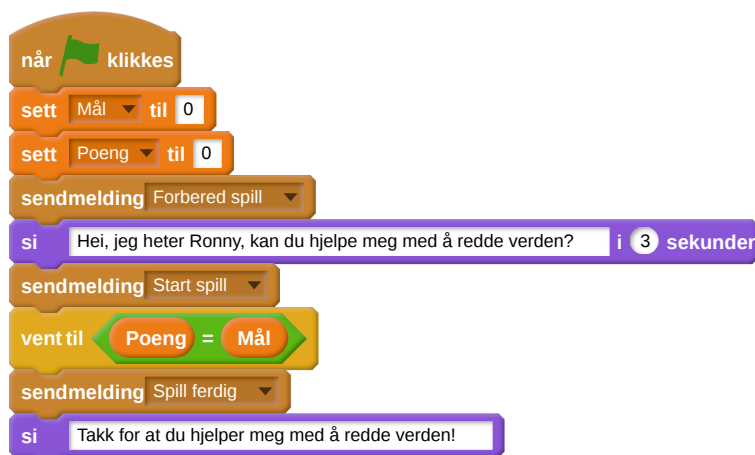 når klikkes
sett Mål til 0
sett Poeng til 0
sendmelding Forbered spill
si Hei, jeg heter Ronny, kan du hjelpe meg med å redde verden? i 3 sekunder
sendmelding Start spill
vent til Poeng = Mål
sendmelding Spill ferdig
si Takk for at du hjelper meg med å redde verden!